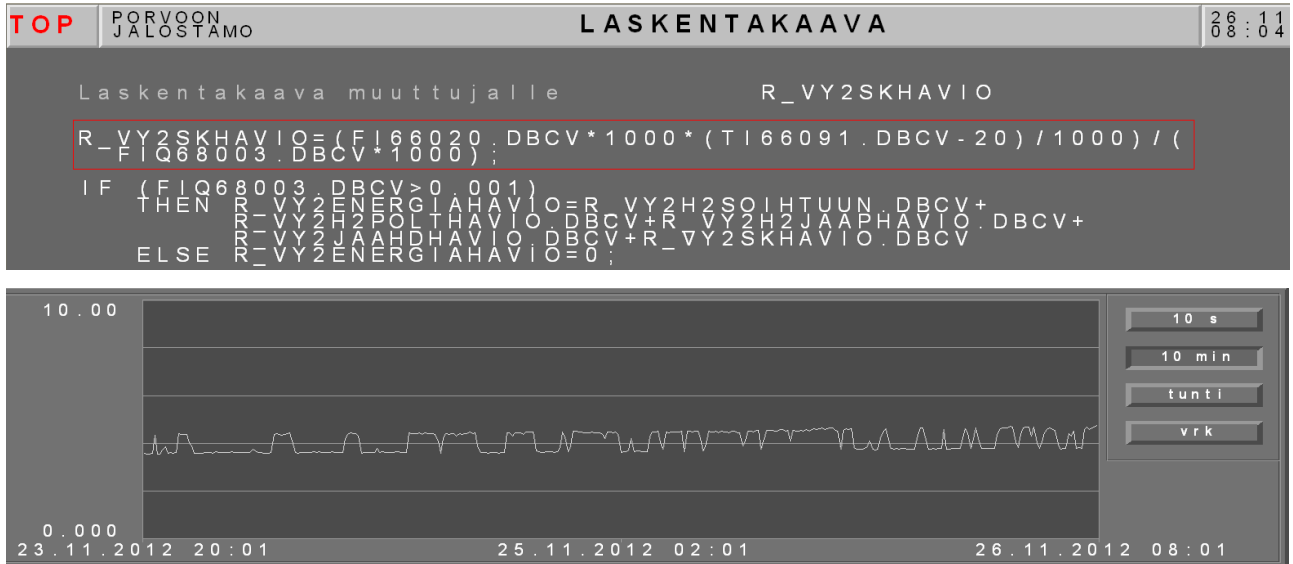 TOP
PORVOON
JALOSTAMO
LASKENTAKAAVA
26.11
08:04
Laskentakaava muuttujalle R_VY2SKHAVIO
R_VY2SKHAVIO=(FI66020.DBCV*1000*(TI66091.DBCV-20)/1000)/(
FIQ68003.DBCV*1000);
IF (FIQ68003.DBCV>0.001)
THEN R_VY2ENERGIAHAVIO=R_VY2H2SOIHTUUN.DBCV+
R_VY2H2POLTHAVIO.DBCV+R_VY2H2JAAPHAVIO.DBCV+
R_VY2JAAHDHAVIO.DBCV+R_VY2SKHAVIO.DBCV
ELSE R_VY2ENERGIAHAVIO=0;
10.00
10 s
10 min
tunti
vrk
0.000
23.11.2012 20:01 25.11.2012 02:01 26.11.2012 08:01